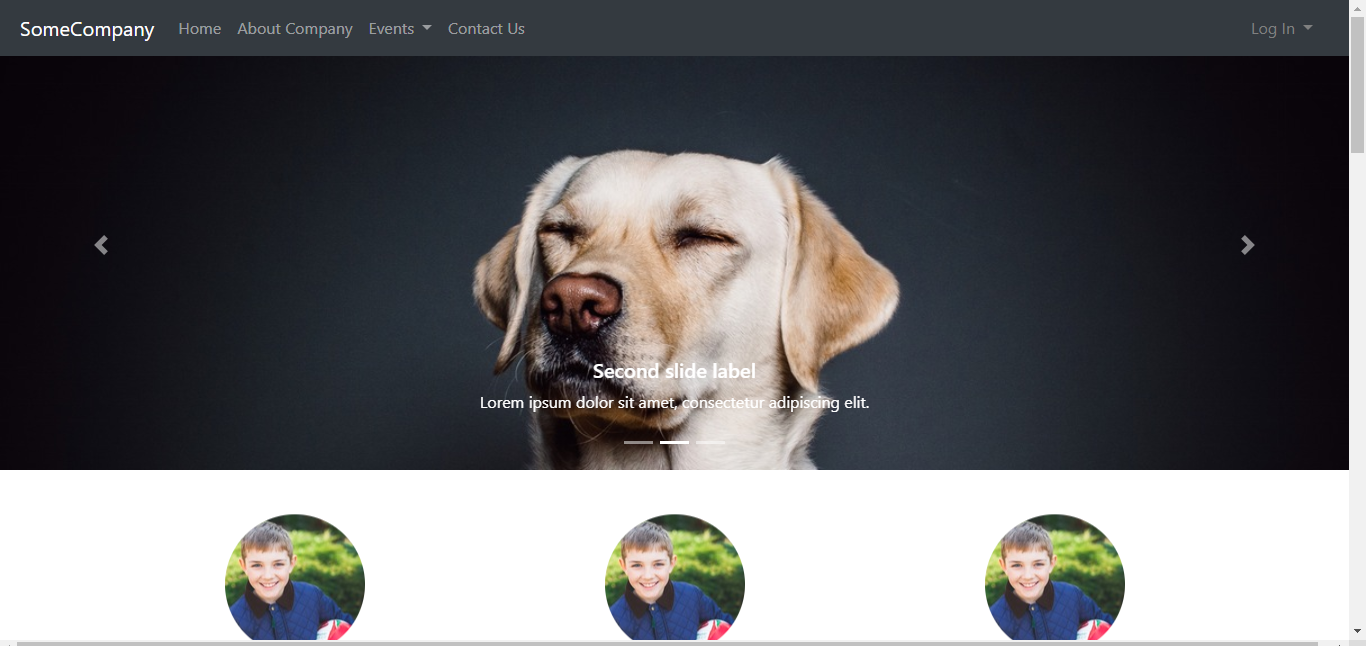 SomeCompany Home About Company Events Contact Us Log In
Second slide label
Lorem ipsum dolor sit amet, consectetur adipiscing elit.